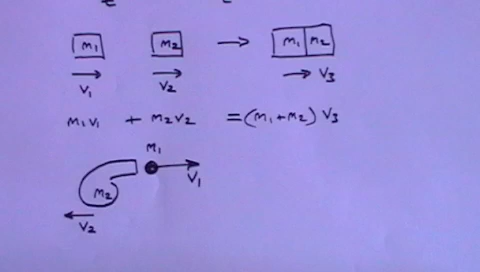 m₁ m₂ → m₁ m₂
v₁ v₂ → v₃
m₁v₁ + m₂v₂ = (m₁+m₂) v₃
m₁
v₁
m₂
v₂